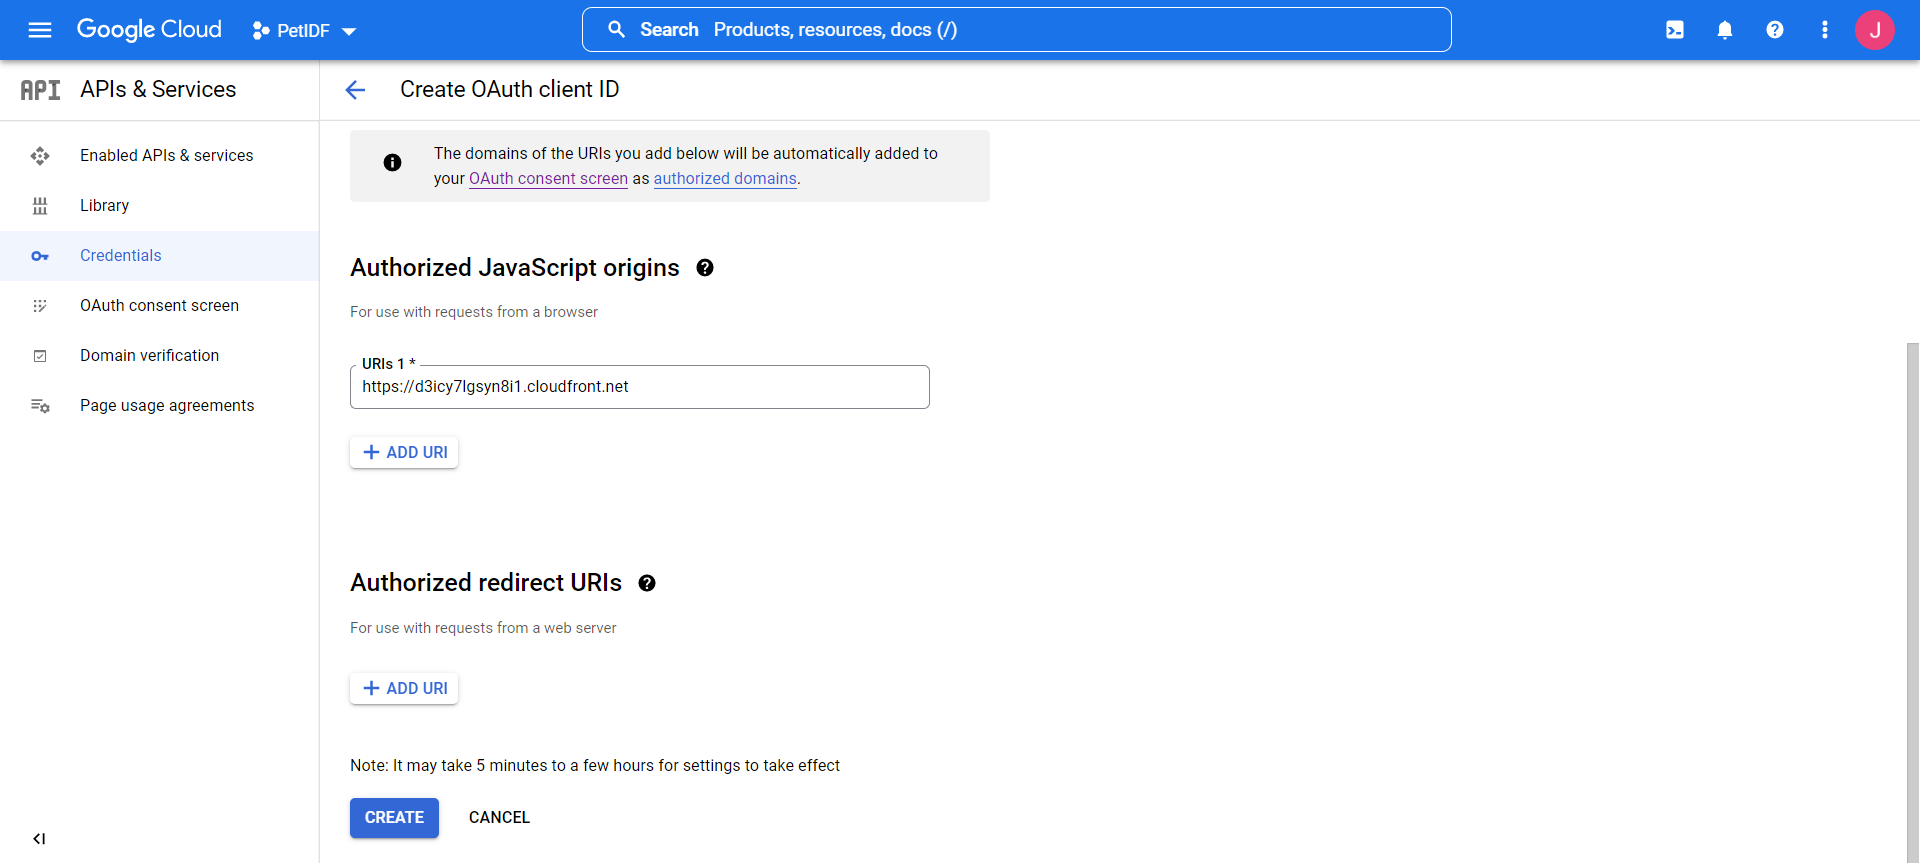 Google Cloud
PetIDF
Search Products, resources, docs (/)
J
API APIs & Services
Create OAuth client ID
Enabled APIs & services
Library
Credentials
OAuth consent screen
Domain verification
Page usage agreements
The domains of the URIs you add below will be automatically added to
your OAuth consent screen as authorized domains.
Authorized JavaScript origins
For use with requests from a browser
URIs 1 *
https://d3icy7lgsyn8i1.cloudfront.net
ADD URI
Authorized redirect URIs
For use with requests from a web server
ADD URI
Note: It may take 5 minutes to a few hours for settings to take effect
CREATE CANCEL